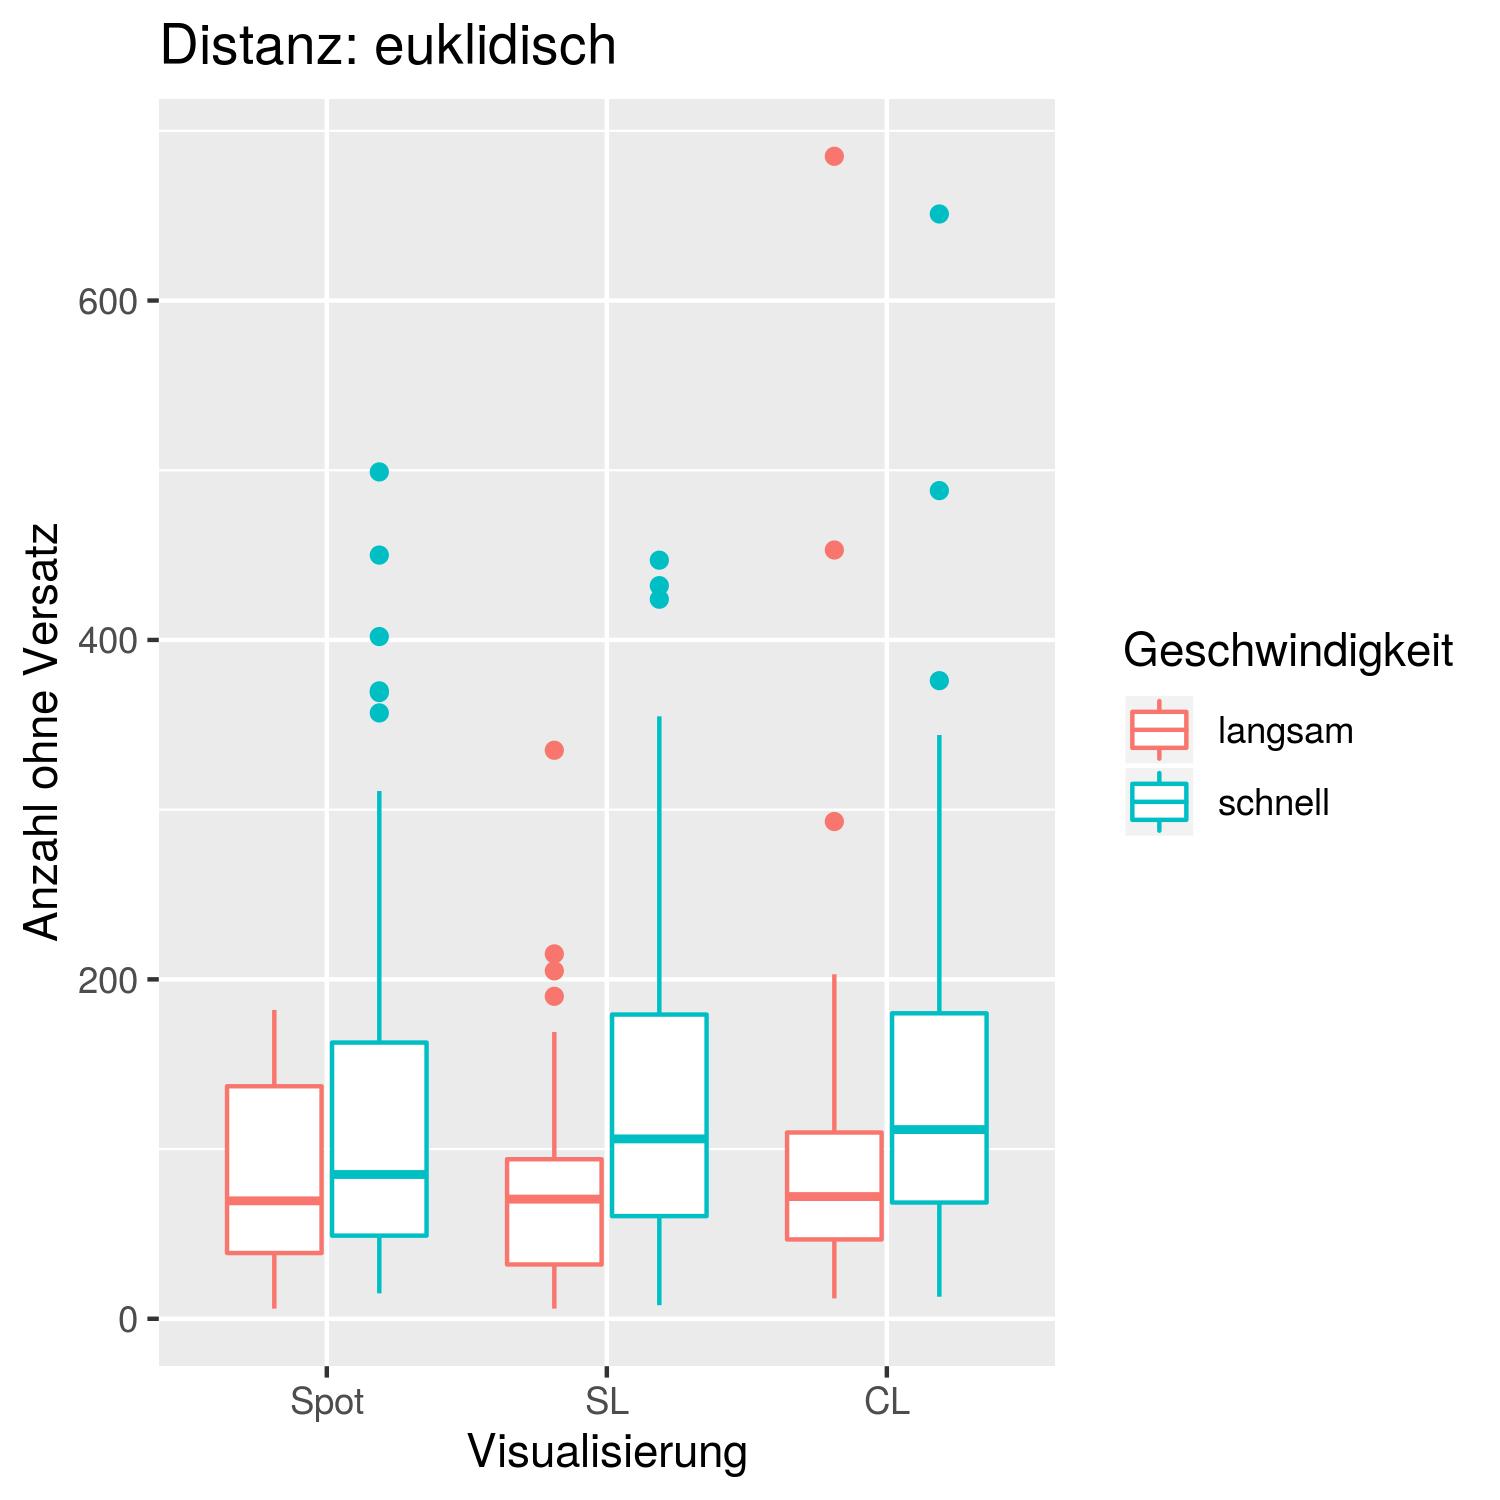 Distanz: euklidisch
Anzahl ohne Versatz
600
400
200
0
Spot
SL
CL
Visualisierung
Geschwindigkeit
langsam
schnell